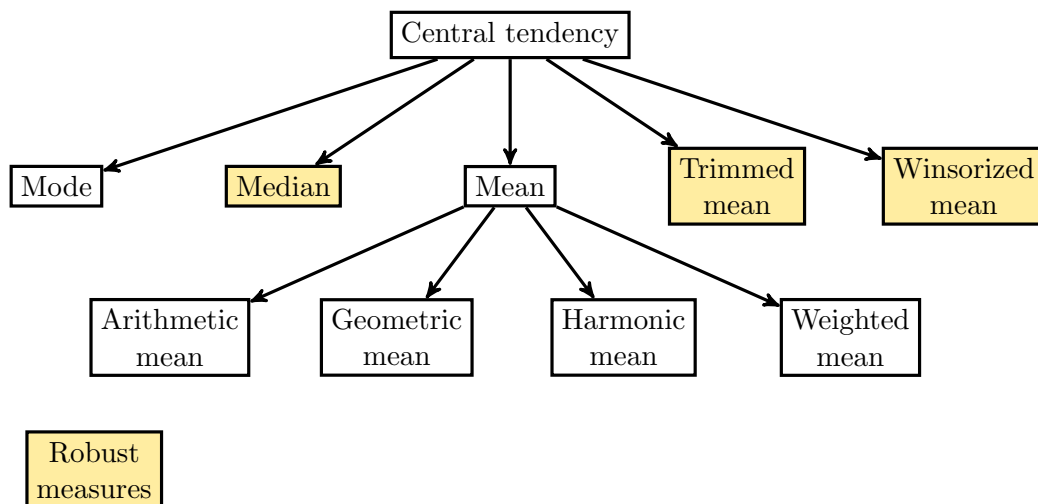 Central tendency
Mode
Median
Mean
Trimmed
mean
Winsorized
mean
Arithmetic
mean
Geometric
mean
Harmonic
mean
Weighted
mean
Robust
measures